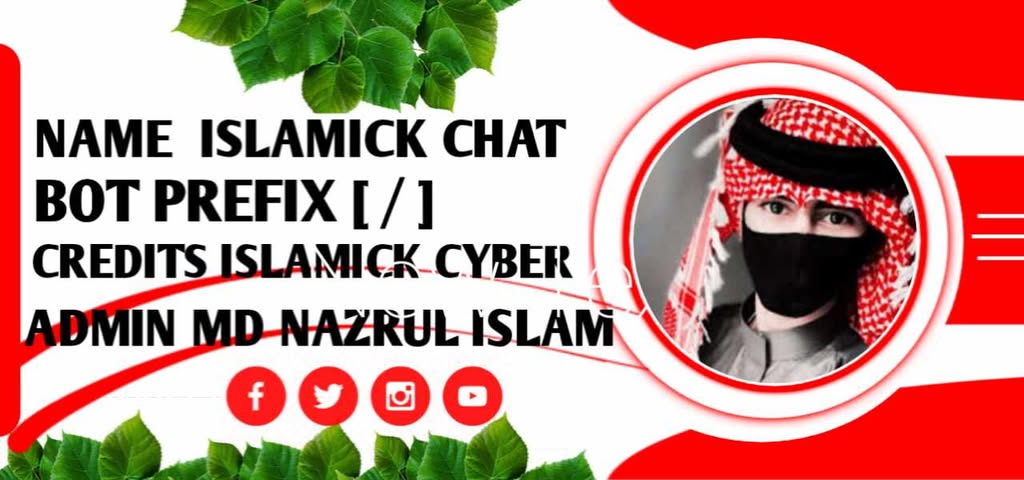 NAME ISLAMICK CHAT
BOT PREFIX [ / ]
CREDITS ISLAMICK CYBER
ADMIN MD NAZRUL ISLAM